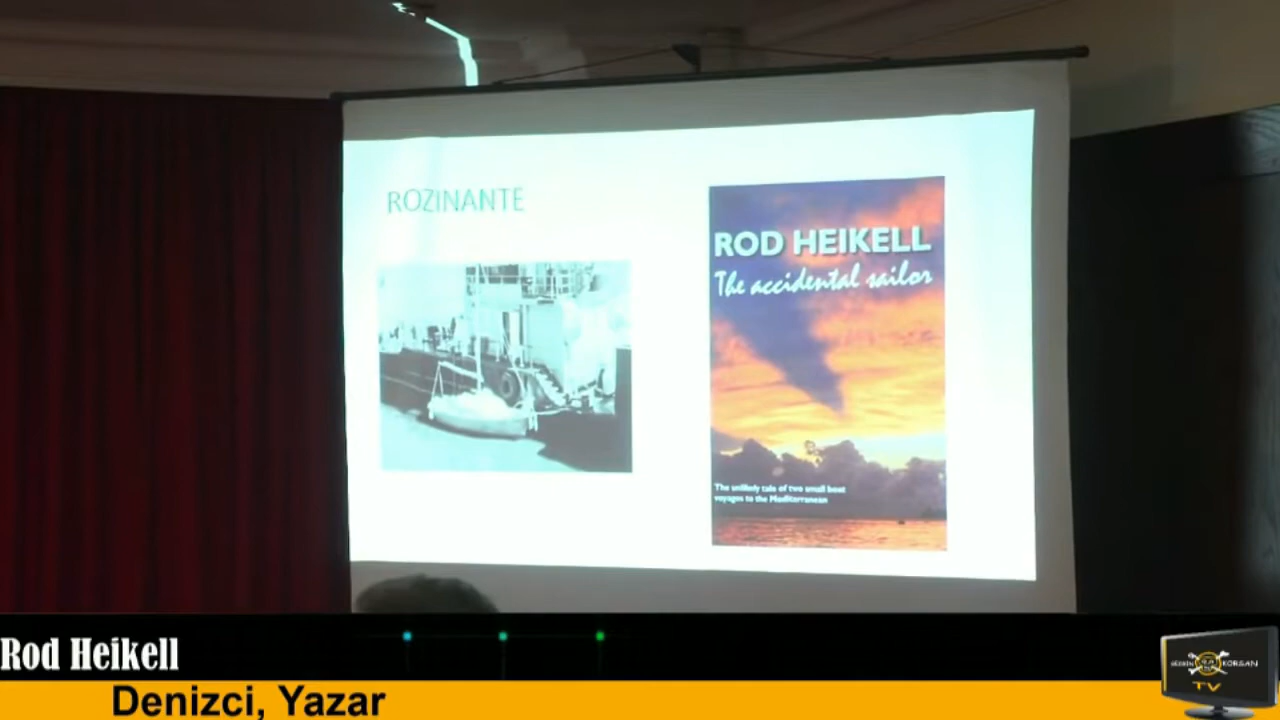 ROZINANTE
ROD HEIKELL
The accidental sailor
The unlikely tale of two small boat
voyages to the Mediterranean
Rod Heikell
Denizci, Yazar
KORSAN
TV